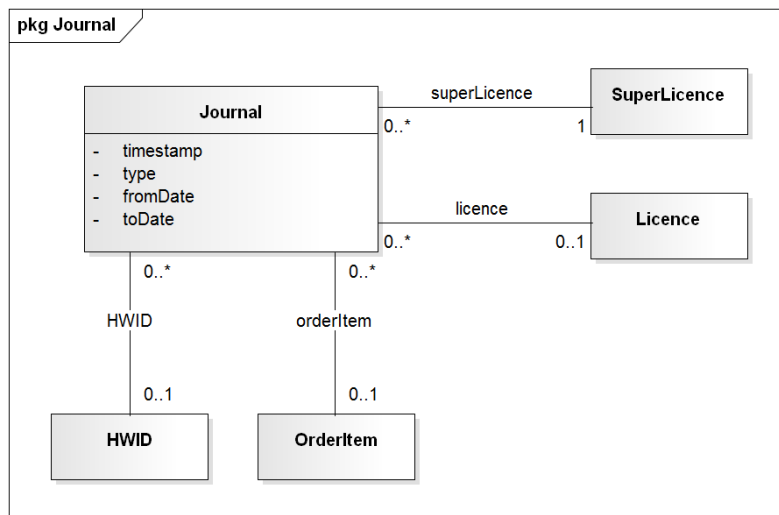 pkg Journal
Journal
- timestamp
- type
- fromDate
- toDate
superLicence
0..*
1
SuperLicence
licence
0..*
0..1
Licence
0..*
0..*
HWID
orderItem
0..1
0..1
HWID
OrderItem